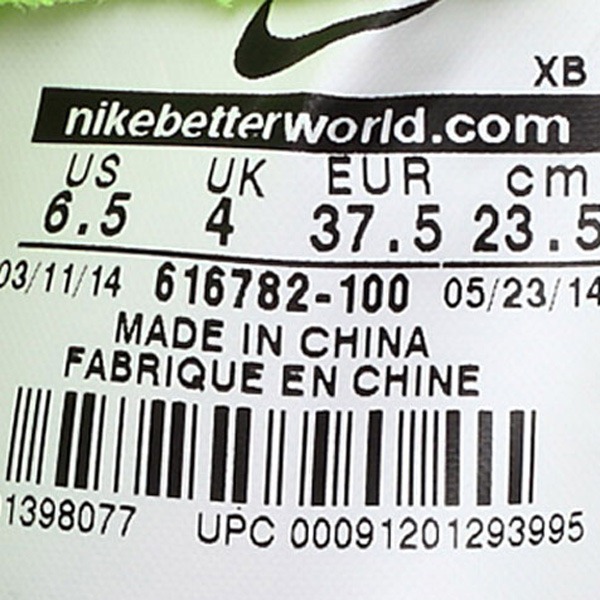 XB
nikebetterworld.com
US UK EUR cm
6.5 4 37.5 23.5
03/11/14 616782-100 05/23/14
MADE IN CHINA
FABRIQUE EN CHINE
1398077 UPC 00091201293995